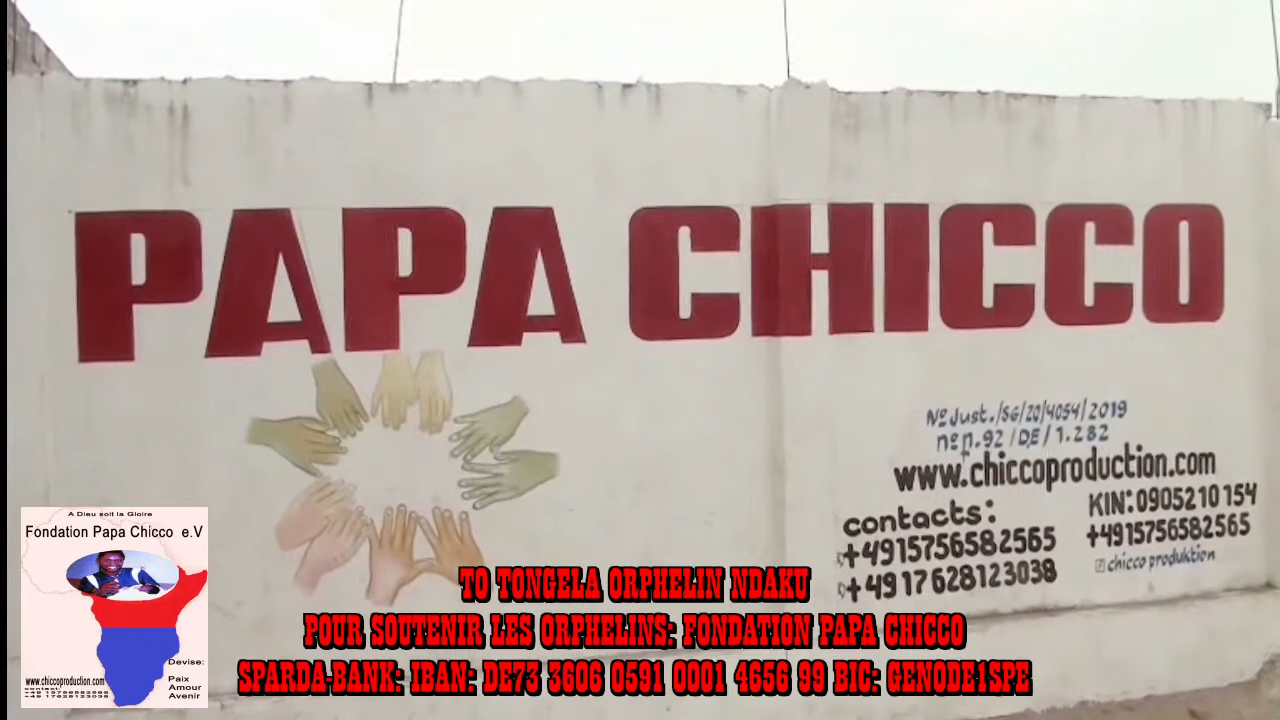 PAPA CHICCO
Nº Just./SG/20/4054/2019
nº n.92 /DE/1.282
www.chiccoproduction.com
contacts:
+4915756582565
+4917628123038
KIN: 0905210154
+4915756582565
chicco produktion
A Dieu soit la Gloire
Fondation Papa Chicco e.V
Devise:
Paix
Amour
Avenir
www.chiccoproduction.com
TO TONGELA ORPHELIN NDAKU
POUR SOUTENIR LES ORPHELINS: FONDATION PAPA CHICCO
SPARDA-BANK: IBAN: DE73 3606 0591 0001 4656 99 BIC: GENODE1SPE